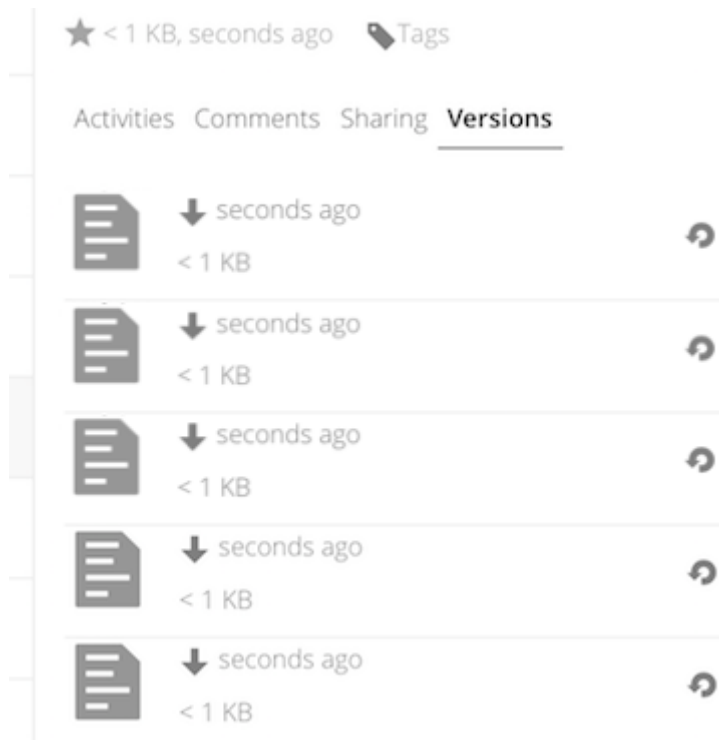 < 1 KB, seconds ago Tags
Activities Comments Sharing Versions
seconds ago
< 1 KB
seconds ago
< 1 KB
seconds ago
< 1 KB
seconds ago
< 1 KB
seconds ago
< 1 KB